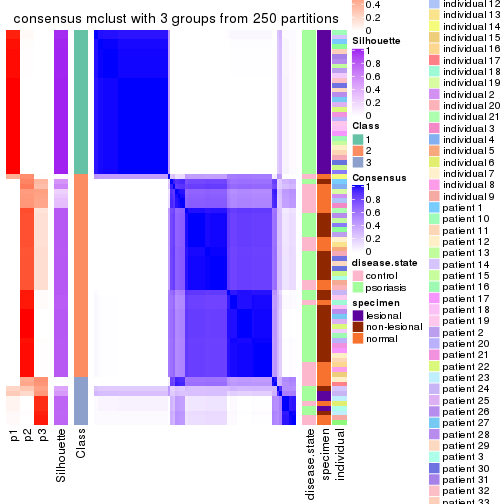 consensus mclust with 3 groups from 250 partitions
p1
p2
p3
Silhouette
Class
disease.state
specimen
individual
0.4
0.2
0
Silhouette
1
0.8
0.6
0.4
0.2
0
Class
1
2
3
Consensus
1
0.8
0.6
0.4
0.2
0
disease.state
control
psoriasis
specimen
lesional
non-lesional
normal
individual 12
individual 13
individual 14
individual 15
individual 16
individual 17
individual 18
individual 19
individual 2
individual 20
individual 21
individual 3
individual 4
individual 5
individual 6
individual 7
individual 8
individual 9
patient 1
patient 10
patient 11
patient 12
patient 13
patient 14
patient 15
patient 16
patient 17
patient 18
patient 19
patient 2
patient 20
patient 21
patient 22
patient 23
patient 24
patient 25
patient 26
patient 27
patient 28
patient 29
patient 3
patient 30
patient 31
patient 32
patient 33